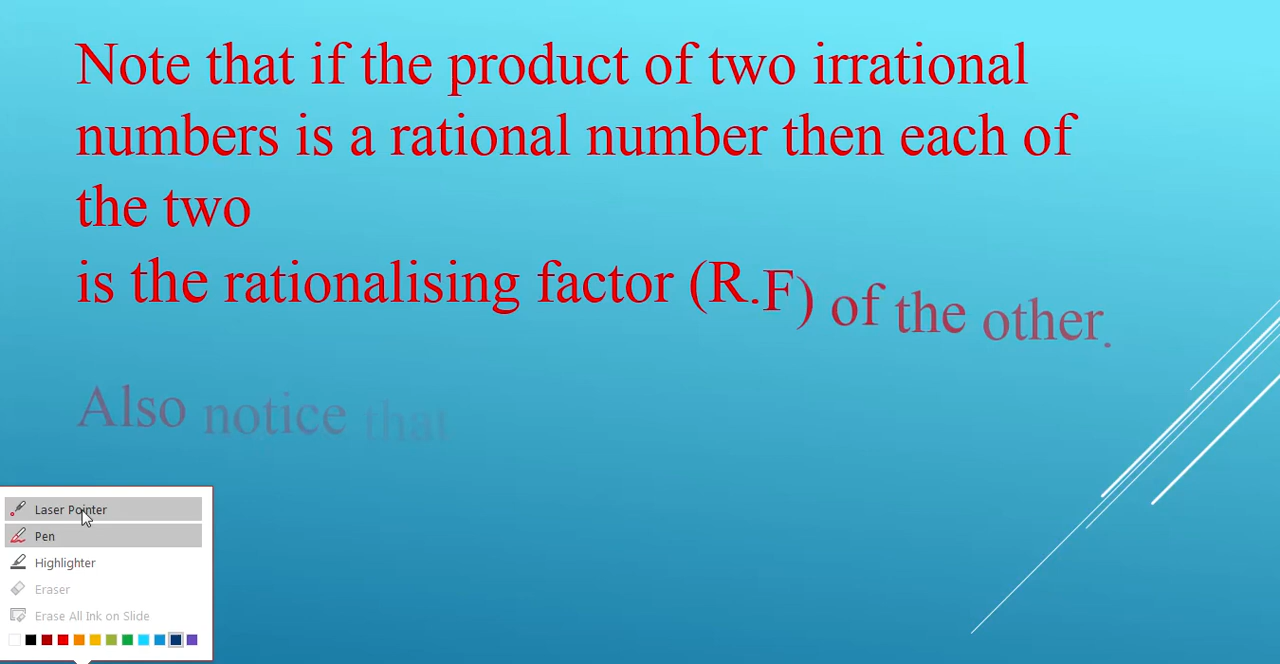 Note that if the product of two irrational
numbers is a rational number then each of
the two
is the rationalising factor (R.F) of the other.
Also notice that
Laser Pointer
Pen
Highlighter
Eraser
Erase All Ink on Slide